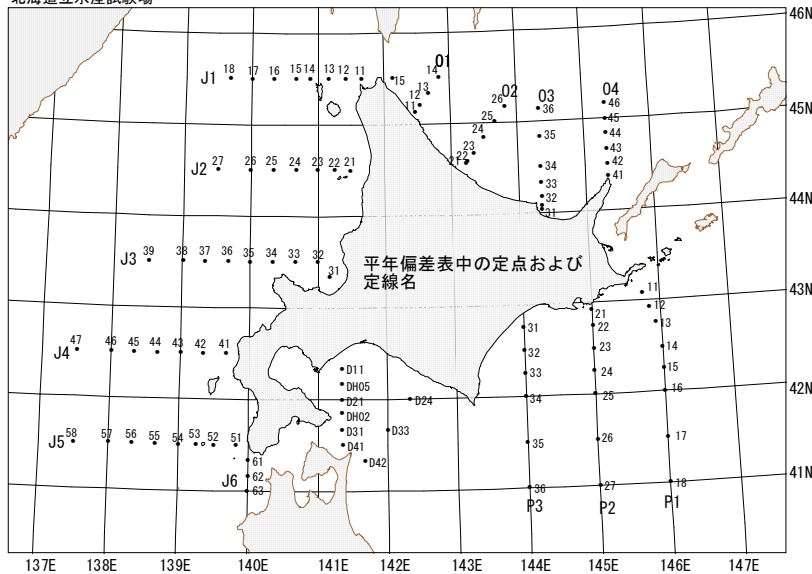 北海道立水産試験場
46N
O1
14
18 17 16 15 14 13 12 11 15 13
J1
12
11
O2 O3 O4
26 36 46
45N
25 45
24 35 44
23 43
22 34 42
21
41
J2 27 26 25 24 23 22 21
33
32
31
44N
J3 39 38 37 36 35 34 33 32
31
平年偏差表中の定点および
定線名
11
43N
12
21 13
31 22
J4 47 46 45 44 43 42 41
32 23 14
D11 33 24 15
DH05
16
42N
D21 D24 34 25
DH02
J5 58 57 56 55 54 53 52 51
D31 D33
D41 35 26 17
61 D42
J6 62
63
41N
36 27 18
P3 P2 P1
137E 138E 139E 140E 141E 142E 143E 144E 145E 146E 147E